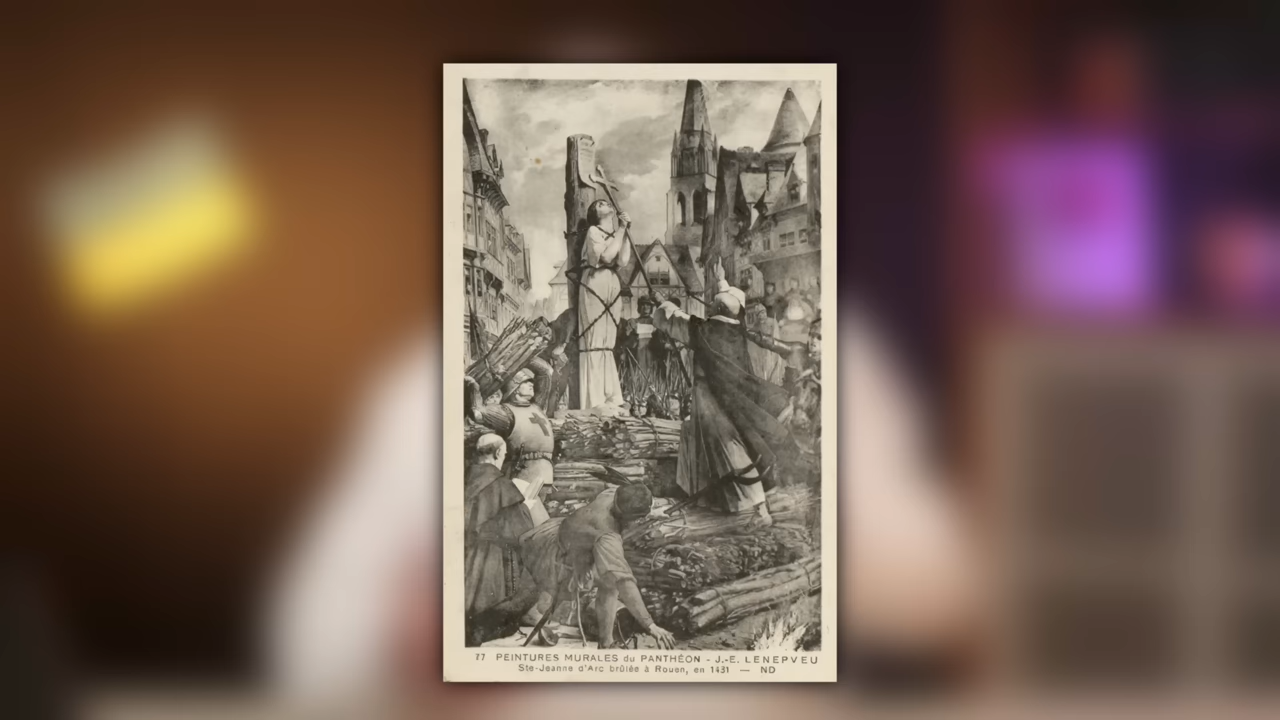 77 PEINTURES MURALES du PANTHÉON - J.-E. LENEPVEU
Ste-Jeanne d'Arc brûlée à Rouen, en 1431 — ND